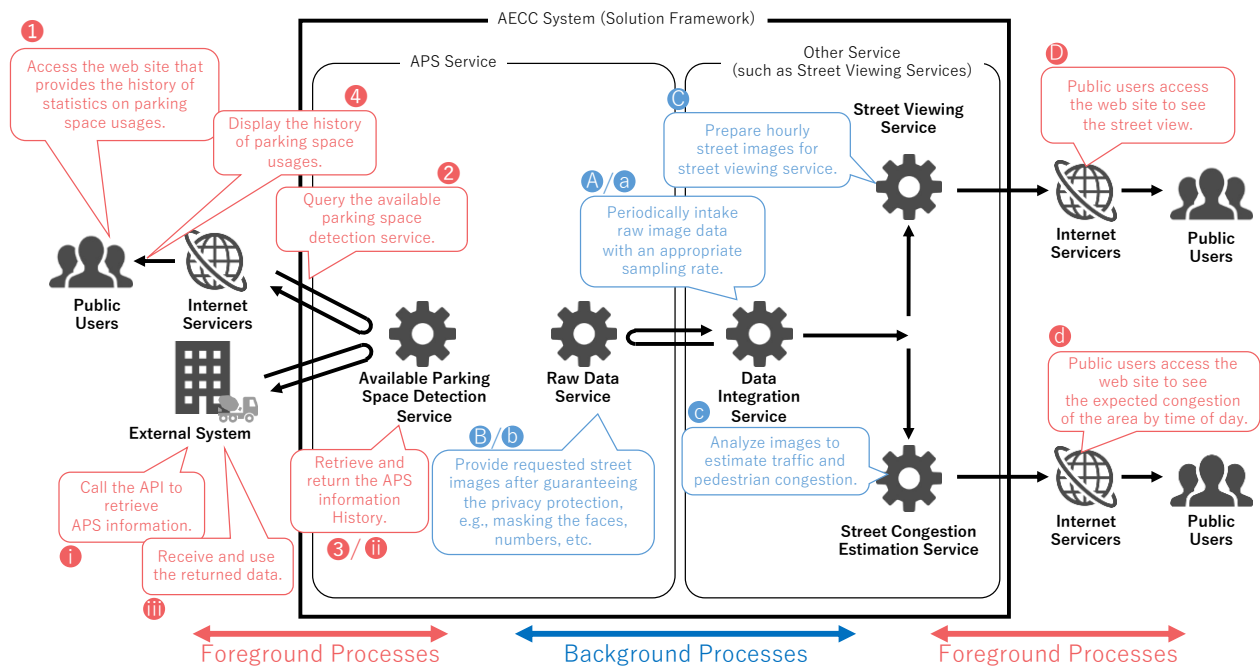 AECC System (Solution Framework)
APS Service
Other Service
(such as Street Viewing Services)
1
Access the web site that
provides the history of
statistics on parking
space usages.
4
Display the history
of parking space
usages.
2
Query the available
parking space
detection service.
Public
Users
Internet
Servicers
External System
i
Call the API to
retrieve
APS information.
iii
Receive and use
the returned data.
Available Parking
Space Detection
Service
3/ii
Retrieve and
return the APS
information
History.
Raw Data
Service
B/b
Provide requested street
images after guaranteeing
the privacy protection,
e.g., masking the faces,
numbers, etc.
A/a
Periodically intake
raw image data
with an appropriate
sampling rate.
Data
Integration
Service
C
Prepare hourly
street images for
street viewing service.
Street Viewing
Service
c
Analyze images to
estimate traffic and
pedestrian congestion.
Street Congestion
Estimation Service
D
Public users access
the web site to see
the street view.
Internet
Servicers
Public
Users
d
Public users access the
web site to see
the expected congestion
of the area by time of day.
Internet
Servicers
Public
Users
Foreground Processes
Background Processes
Foreground Processes